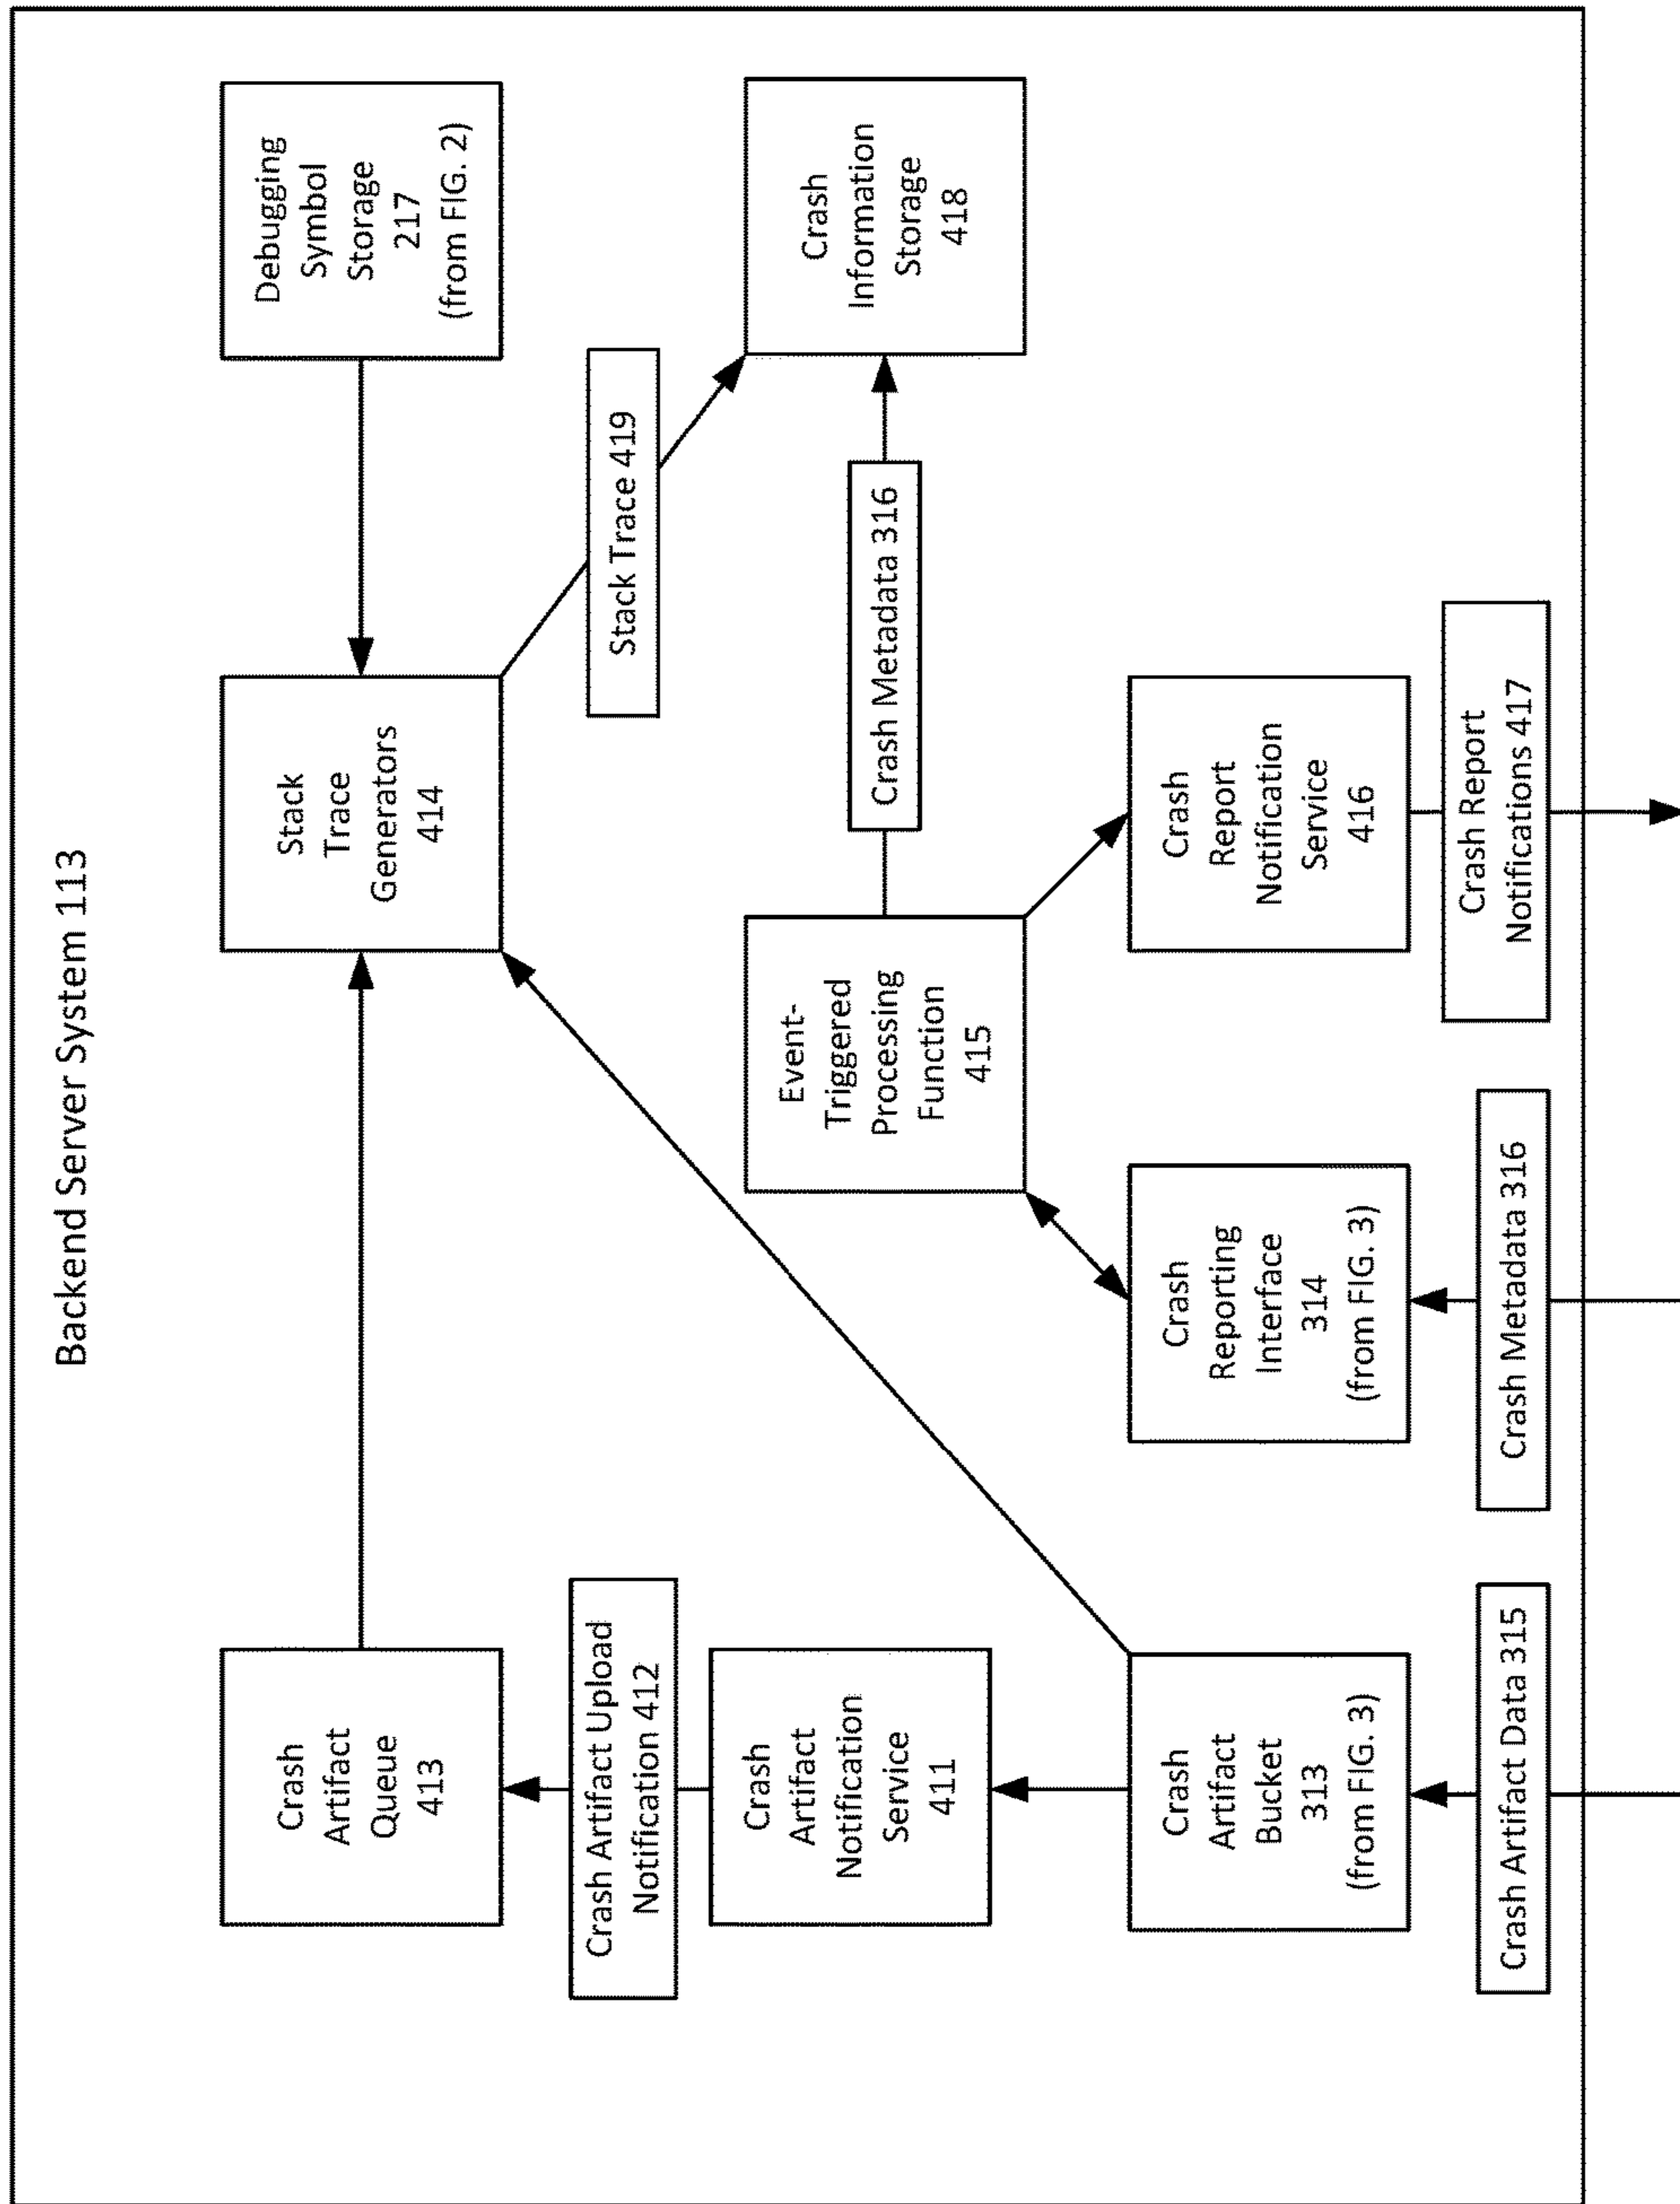 Backend Server System 113
Crash
Artifact
Queue
413
Stack
Trace
Generators
414
Debugging
Symbol
Storage
217
(from FIG. 2)
Crash Artifact Upload
Notification 412
Stack Trace 419
Crash
Artifact
Notification
Service
411
Event-
Triggered
Processing
Function
415
Crash Metadata 316
Crash
Information
Storage
418
Crash
Artifact
Bucket
313
(from FIG. 3)
Crash
Reporting
Interface
314
(from FIG. 3)
Crash
Report
Notification
Service
416
Crash Artifact Data 315
Crash Metadata 316
Crash Report
Notifications 417